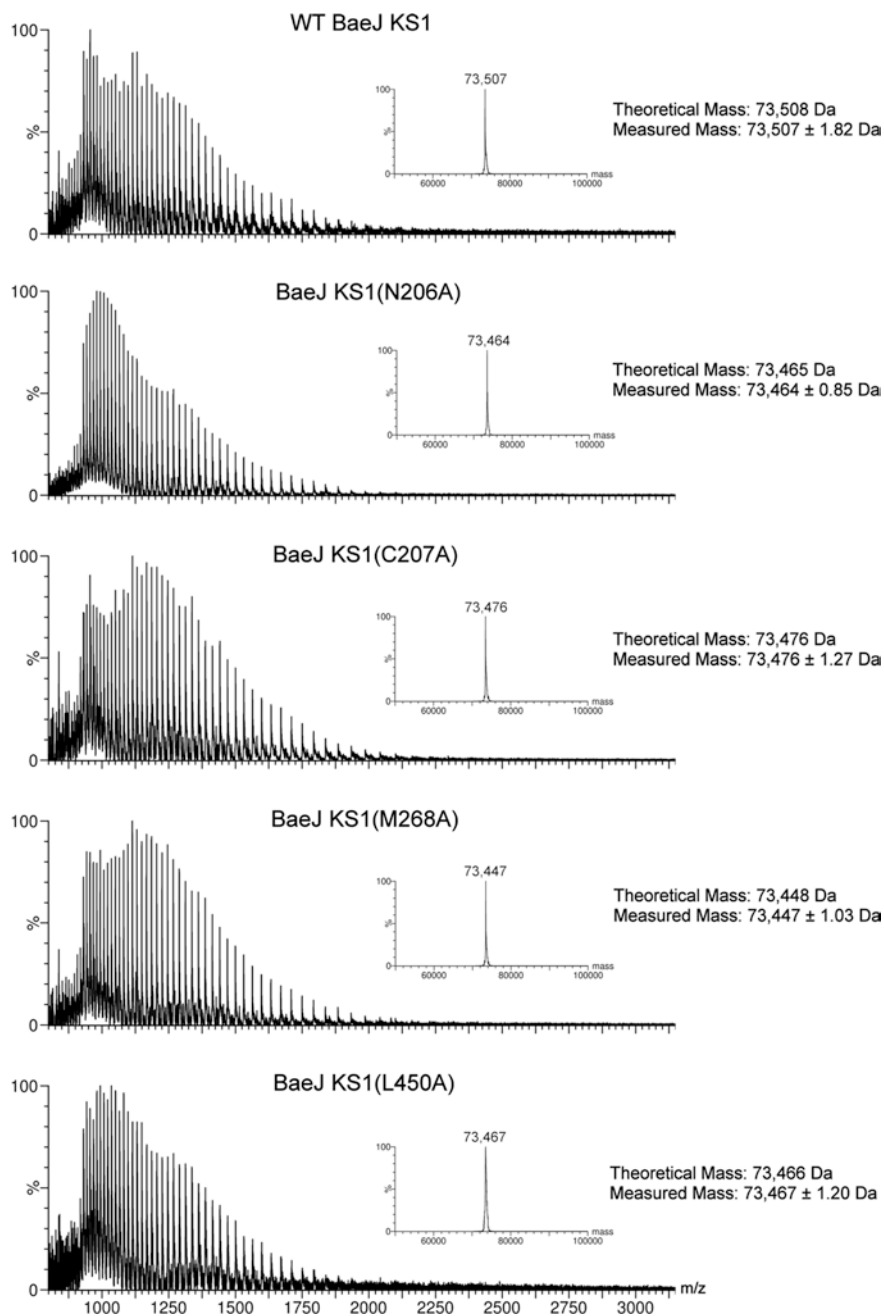 WT BaeJ KS1
100
%
0
73,507
100
%
0
60000 80000 100000 mass
Theoretical Mass: 73,508 Da
Measured Mass: 73,507 ± 1.82 Da
BaeJ KS1(N206A)
100
%
0
73,464
100
%
0
60000 80000 100000 mass
Theoretical Mass: 73,465 Da
Measured Mass: 73,464 ± 0.85 Da
BaeJ KS1(C207A)
100
%
0
73,476
100
%
0
60000 80000 100000 mass
Theoretical Mass: 73,476 Da
Measured Mass: 73,476 ± 1.27 Da
BaeJ KS1(M268A)
100
%
0
73,447
100
%
0
60000 80000 100000 mass
Theoretical Mass: 73,448 Da
Measured Mass: 73,447 ± 1.03 Da
BaeJ KS1(L450A)
100
%
0
73,467
100
%
0
60000 80000 100000 mass
Theoretical Mass: 73,466 Da
Measured Mass: 73,467 ± 1.20 Da
1000 1250 1500 1750 2000 2250 2500 2750 3000 m/z